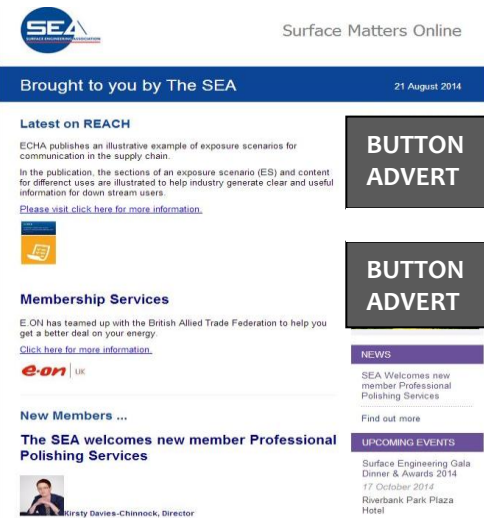 SEA
SURFACE ENGINEERING ASSOCIATION
Surface Matters Online
Brought to you by The SEA
21 August 2014
Latest on REACH
ECHA publishes an illustrative example of exposure scenarios for
communication in the supply chain.
In the publication, the sections of an exposure scenario (ES) and content
for differenct uses are illustrated to help industry generate clear and useful
information for down stream users.
Please visit click here for more information.
Membership Services
E.ON has teamed up with the British Allied Trade Federation to help you
get a better deal on your energy.
Click here for more information.
e·on UK
New Members ...
The SEA welcomes new member Professional
Polishing Services
Kirsty Davies-Chinnock, Director
BUTTON
ADVERT
BUTTON
ADVERT
NEWS
SEA Welcomes new
member Professional
Polishing Services
Find out more
UPCOMING EVENTS
Surface Engineering Gala
Dinner & Awards 2014
17 October 2014
Riverbank Park Plaza
Hotel